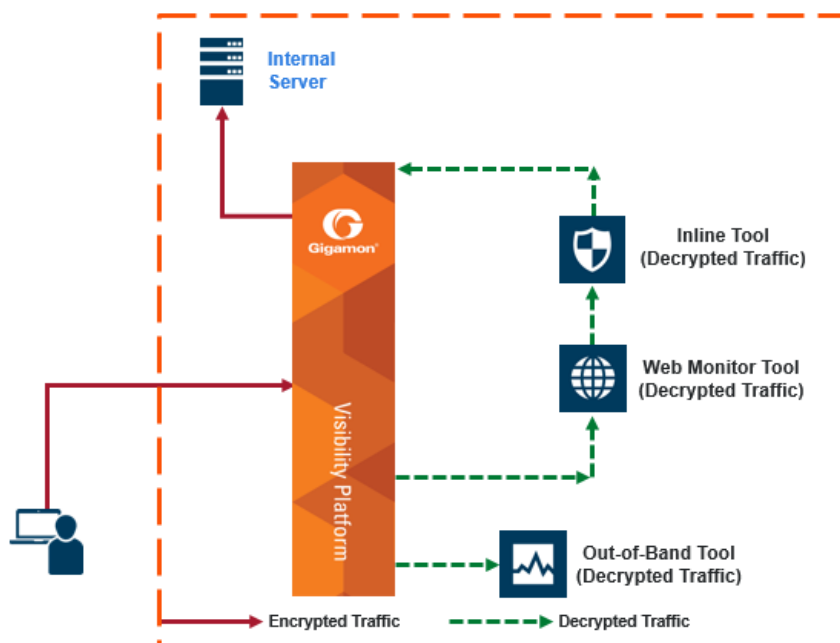 Internal
Server
Gigamon®
Inline Tool
(Decrypted Traffic)
Web Monitor Tool
(Decrypted Traffic)
Visibility Platform
Out-of-Band Tool
(Decrypted Traffic)
Encrypted Traffic
Decrypted Traffic